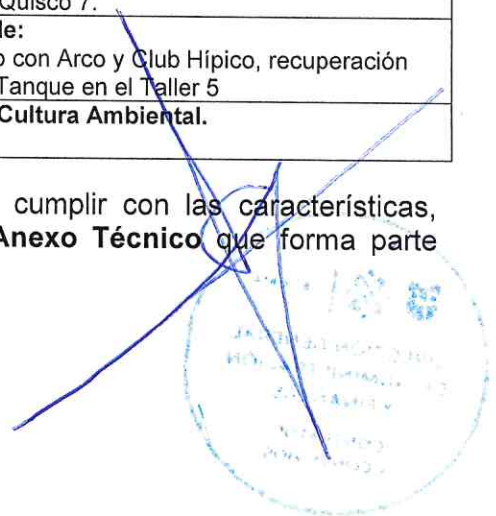 Quisco 7.
de:
o con Arco y Club Hípico, recuperación
Tanque en el Taller 5
Cultura Ambiental.
cumplir con las características,
Anexo Técnico que forma parte